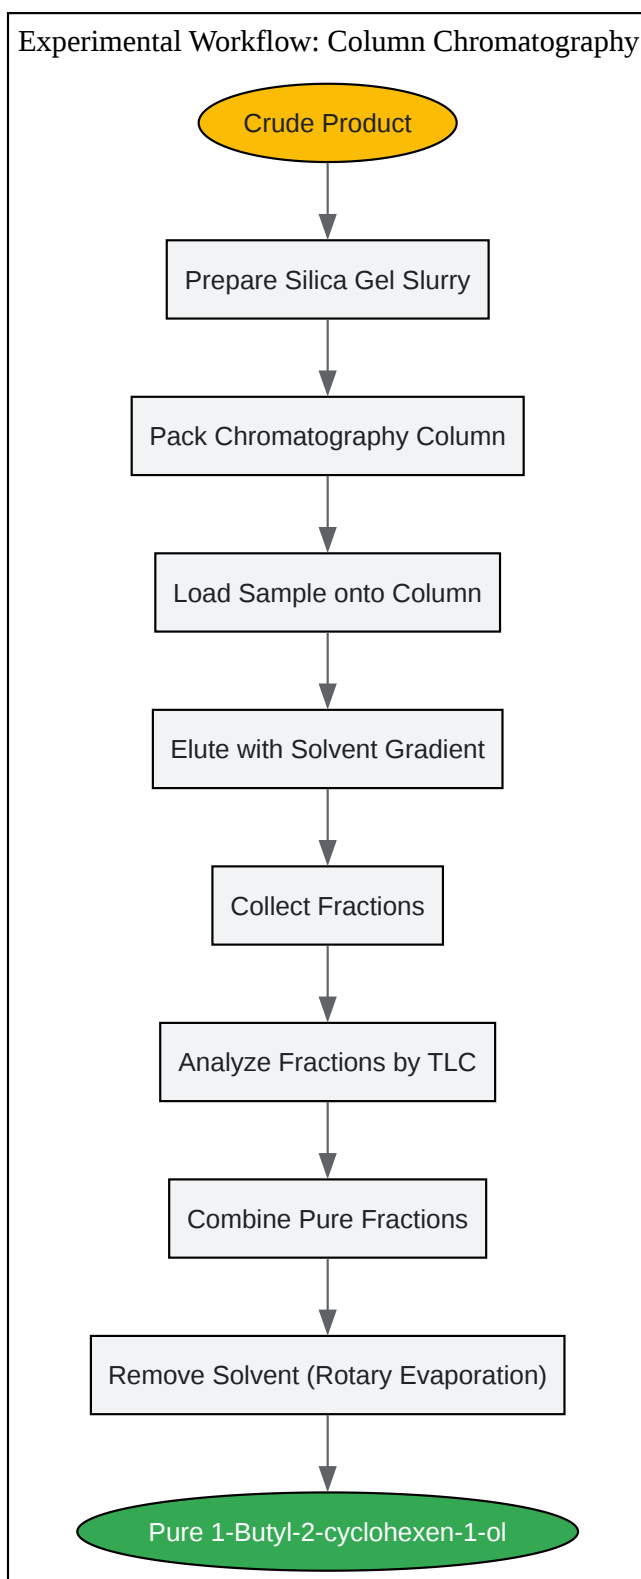 Experimental Workflow: Column Chromatography
Crude Product
Prepare Silica Gel Slurry
Pack Chromatography Column
Load Sample onto Column
Elute with Solvent Gradient
Collect Fractions
Analyze Fractions by TLC
Combine Pure Fractions
Remove Solvent (Rotary Evaporation)
Pure 1-Butyl-2-cyclohexen-1-ol